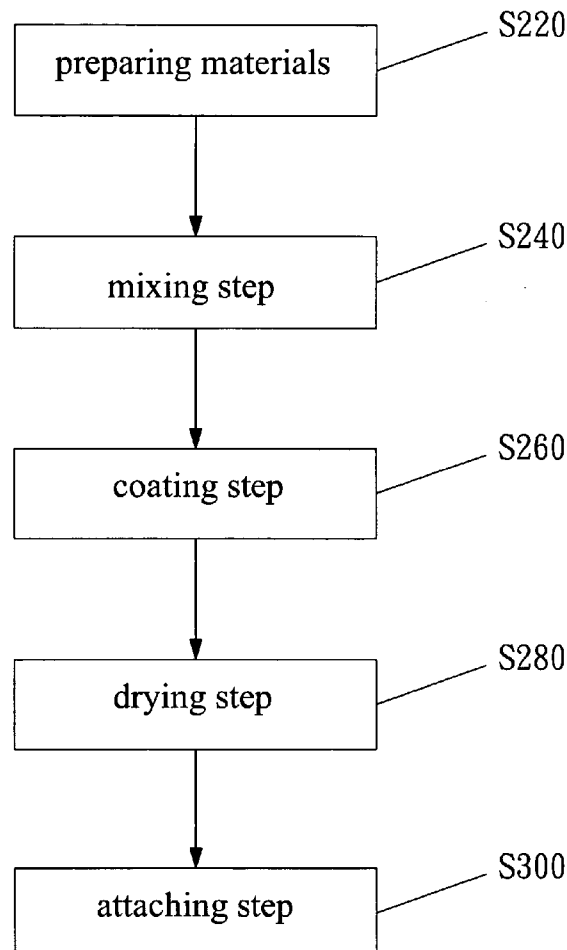 S220
preparing materials
S240
mixing step
S260
coating step
S280
drying step
S300
attaching step